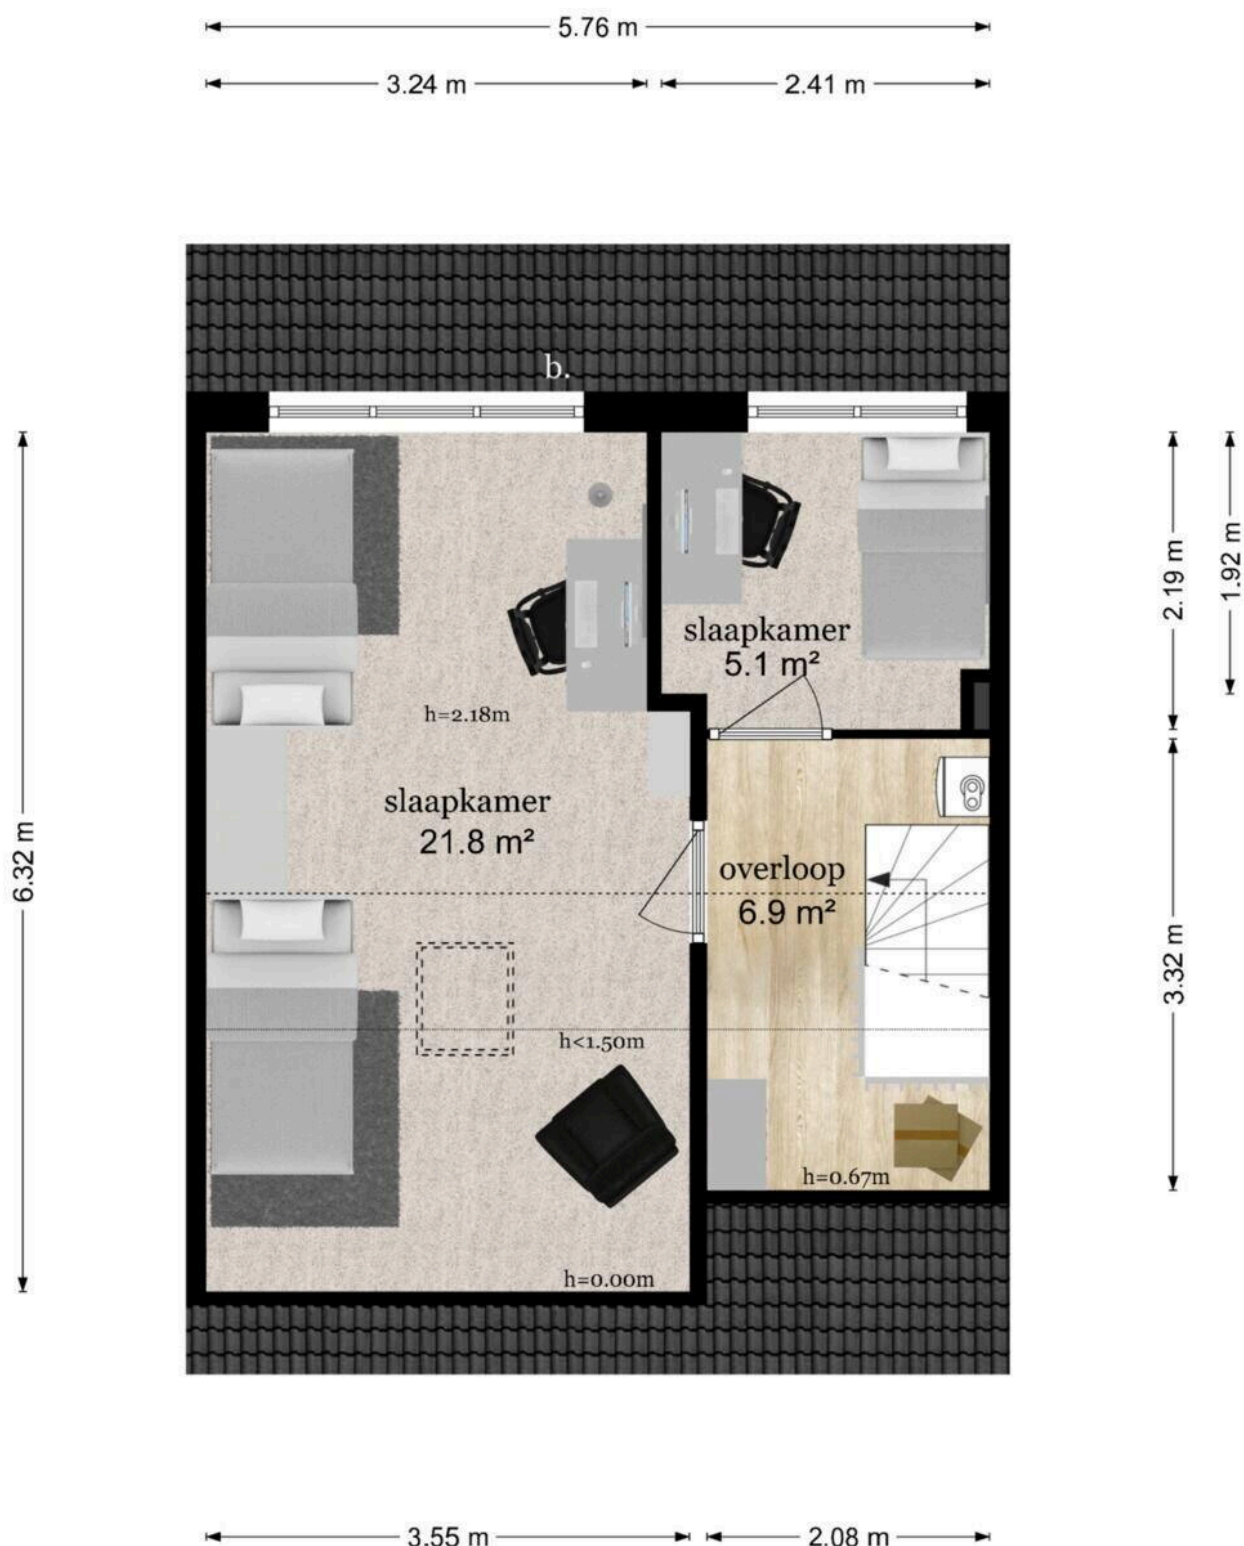 5.76 m
3.24 m
2.41 m
b.
slaapkamer
5.1 m²
2.19 m
1.92 m
h=2.18m
slaapkamer
21.8 m²
6.32 m
overloop
6.9 m²
3.32 m
h<1.50m
h=0.67m
h=0.00m
3.55 m
2.08 m